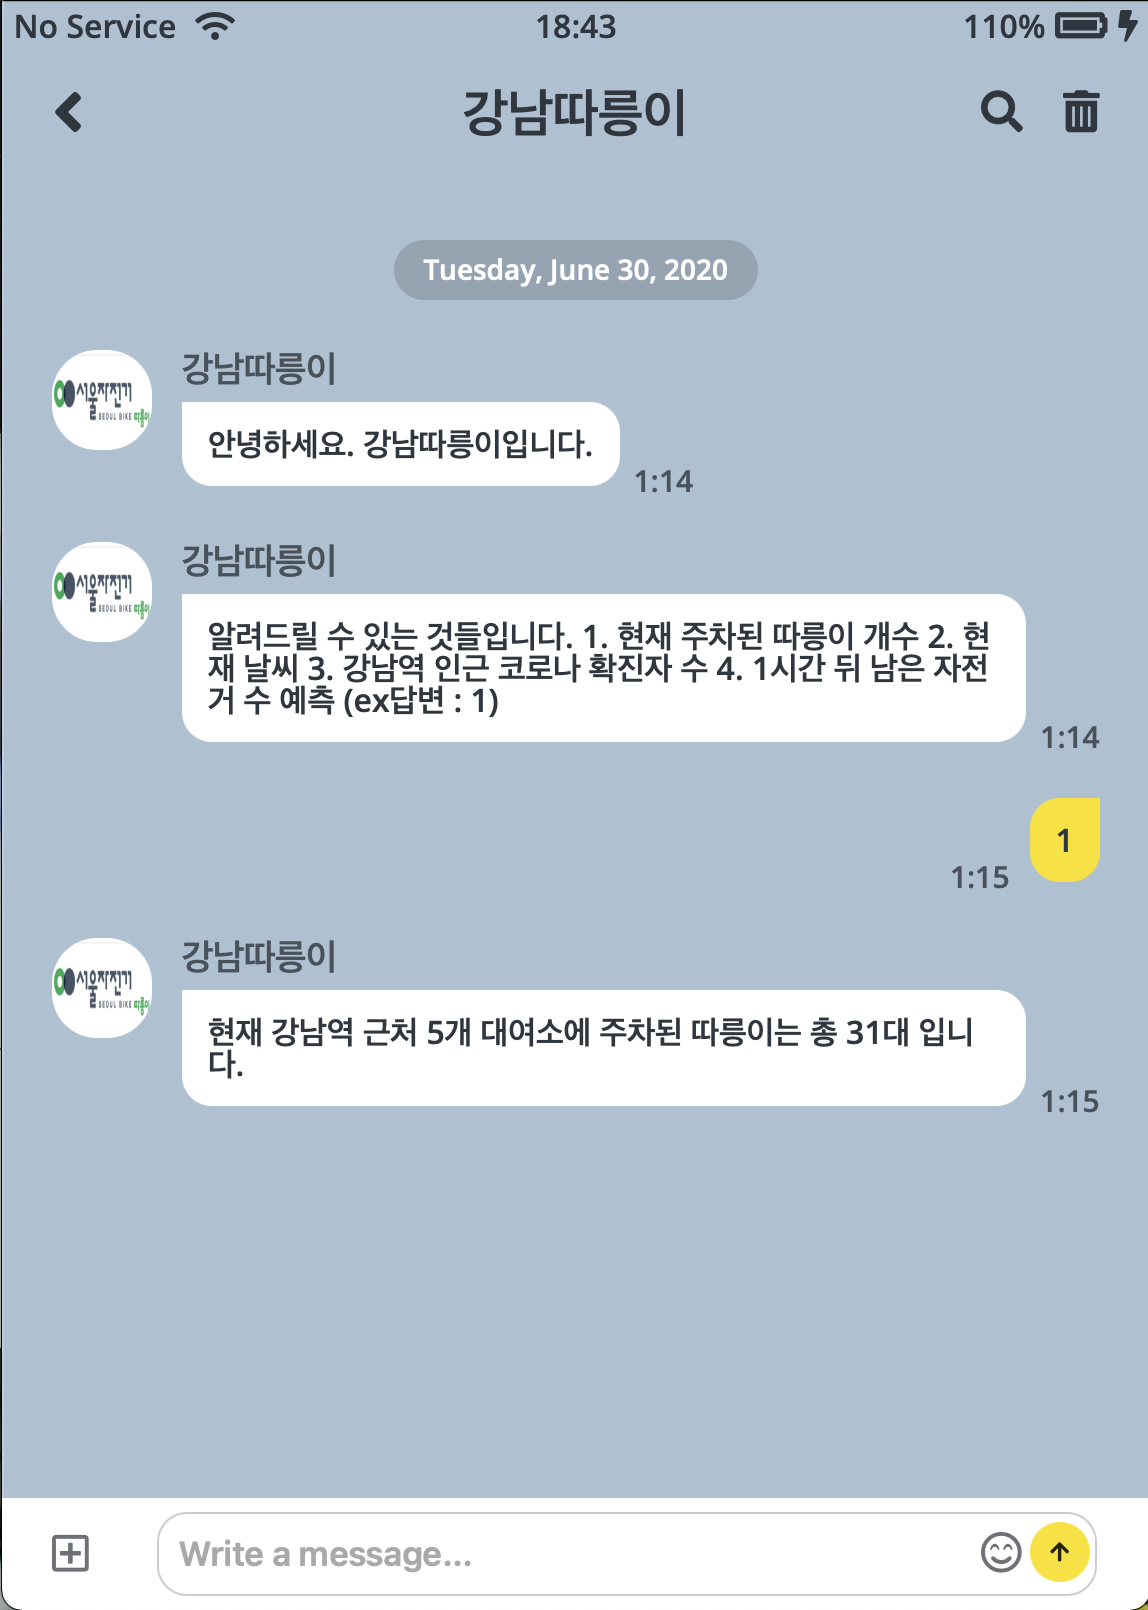 No Service 18:43 110%
강남따릉이
Tuesday, June 30, 2020
강남따릉이
서울자전거
SEOUL BIKE 따릉이
안녕하세요. 강남따릉이입니다.
1:14
강남따릉이
서울자전거
SEOUL BIKE 따릉이
알려드릴 수 있는 것들입니다. 1. 현재 주차된 따릉이 개수 2. 현
재 날씨 3. 강남역 인근 코로나 확진자 수 4. 1시간 뒤 남은 자전
거 수 예측 (ex답변 : 1)
1:14
1
1:15
강남따릉이
서울자전거
SEOUL BIKE 따릉이
현재 강남역 근처 5개 대여소에 주차된 따릉이는 총 31대 입니
다.
1:15
Write a message...